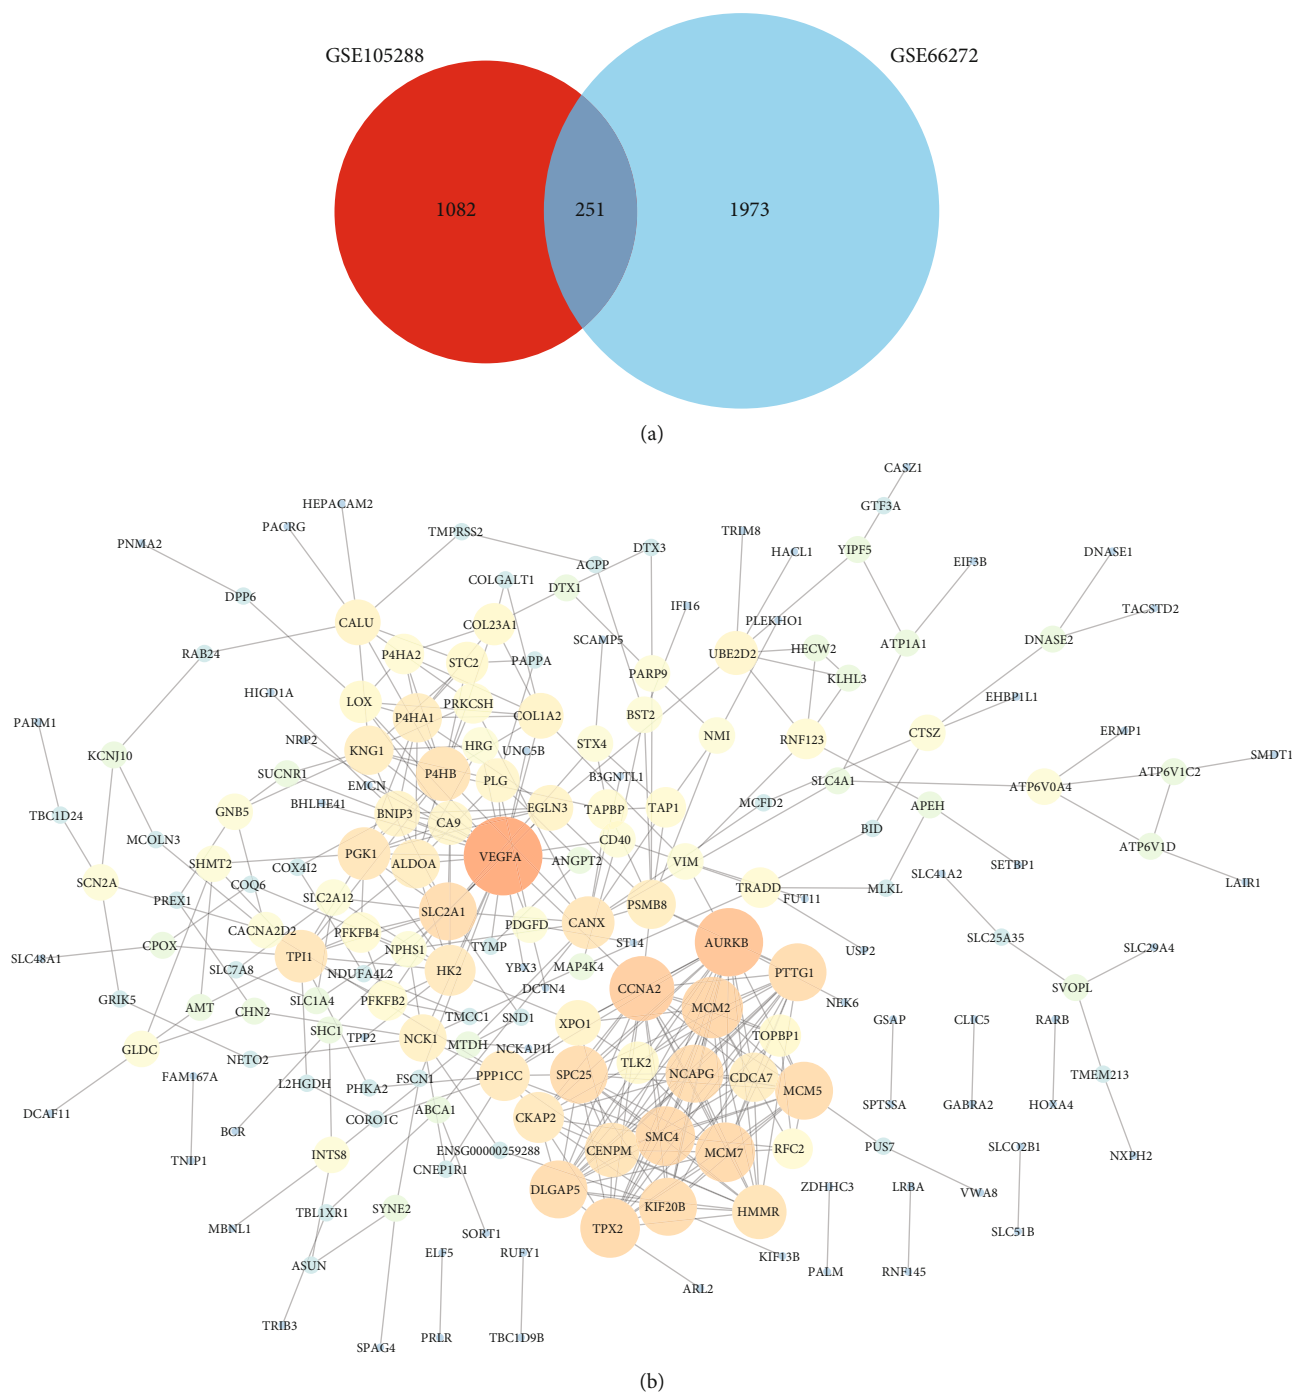 GSE105288
GSE66272
1082
251
1973
(a)
CASZ1
HEPACAM2
GTF3A
PACRG
TMPRSS2
TRIM8
PNMA2
DTX3
HACL1
YIPF5
DNASE1
ACPP
EIF3B
COLGALT1
DTX1
DPP6
IFI16
TACSTD2
CALU
COL23A1
PLEKHO1
SCAMP5
DNASE2
RAB24
P4HA2
STC2
PAPPA
UBE2D2
HECW2
ATP1A1
PARP9
KLHL3
HIGD1A
LOX
PRKCSH
EHBP1L1
PARM1
P4HA1
COL1A2
BST2
NRP2
KNG1
HRG
UNC5B
STX4
NMI
RNF123
CTSZ
ERMP1
KCNJ10
SMDT1
SUCNR1
P4HB
PLG
B3GNTL1
SLC4A1
ATP6V1C2
EMCN
ATP6V0A4
BHLHE41
MCFD2
GNB5
BNIP3
CA9
EGLN3
TAPBP
TAP1
APEH
TBC1D24
BID
MCOLN3
CD40
ATP6V1D
SHMT2
PGK1
ALDOA
VEGFA
ANGPT2
VIM
SETBP1
COX4I2
SLC41A2
SCN2A
COQ6
TRADD
MLKL
LAIR1
PREX1
SLC2A12
FUT11
PSMB8
SLC2A1
CANX
CACNA2D2
PFKFB4
PDGFD
SLC25A35
CPOX
NPHS1
TYMP
ST14
AURKB
USP2
SLC29A4
SLC48A1
TPI1
SLC7A8
NDUFA4L2
HK2
YBX3
MAP4K4
PTTG1
GRIK5
SLC1A4
PFKFB2
DCTN4
CCNA2
SVOPL
AMT
CHN2
TMCC1
SND1
MCM2
NEK6
SHC1
TPP2
NCK1
XPO1
TOPBP1
GSAP
CLIC5
RARB
GLDC
NETO2
MTDH
NCKAP1L
TLK2
FAM167A
L2HGDH
PHKA2
FSCN1
PPP1CC
SPC25
NCAPG
CDCA7
MCM5
TMEM213
DCAF11
CORO1C
ABCA1
CKAP2
SPTSSA
GABRA2
HOXA4
BCR
SMC4
ENSG00000259288
CENPM
MCM7
RFC2
PUS7
SLCO2B1
TNIP1
INTS8
CNEP1R1
NXPH2
DLGAP5
ZDHHC3
LRBA
VWA8
TBL1XR1
SYNE2
KIF20B
HMMR
MBNL1
TPX2
SORT1
SLC51B
ELF5
RUFY1
KIF13B
ASUN
PALM
RNF145
ARL2
TRIB3
PRLR
TBC1D9B
SPAG4
(b)